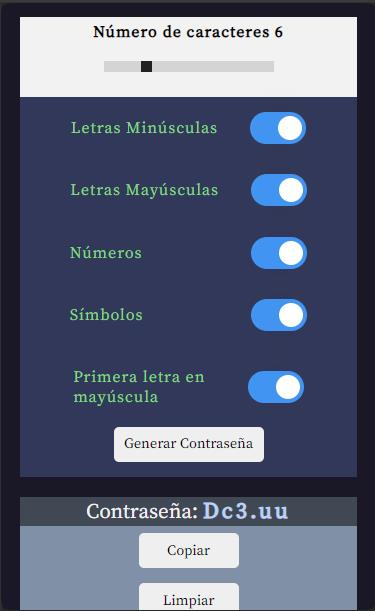 Número de caracteres 6
Letras Minúsculas
Letras Mayúsculas
Números
Símbolos
Primera letra en
mayúscula
Generar Contraseña
Contraseña: Dc3.uu
Copiar
Limpiar